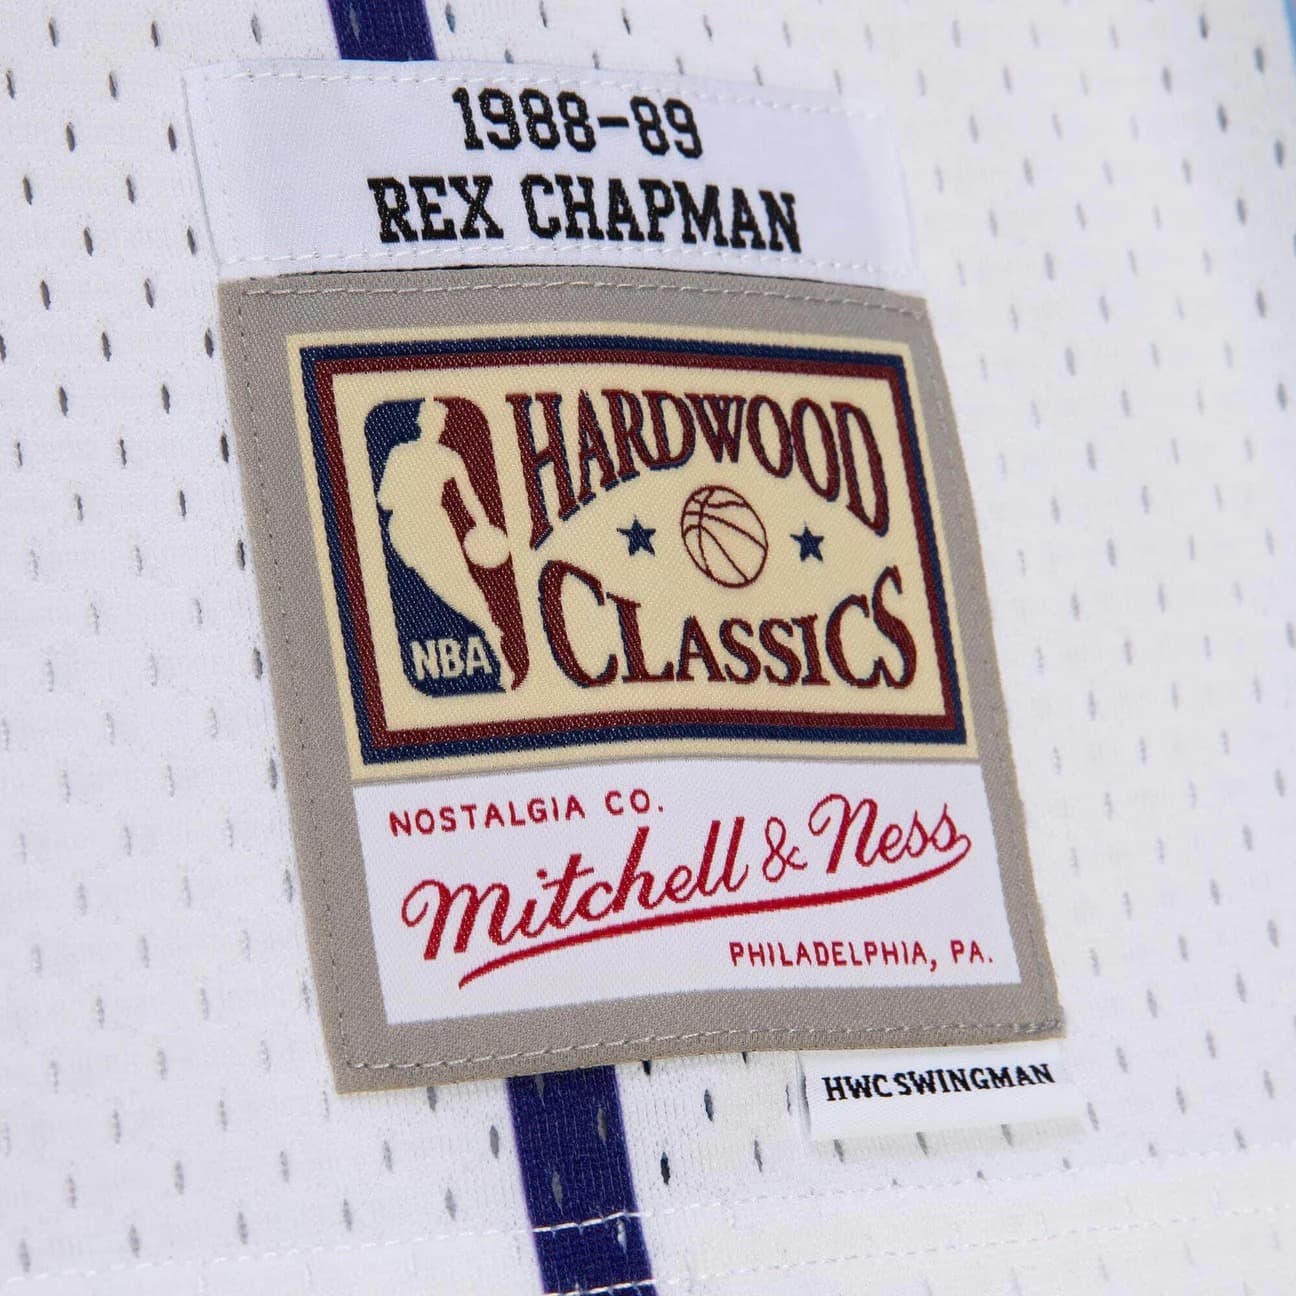 1988-89
REX CHAPMAN
HARDWOOD
CLASSICS
NBA
NOSTALGIA CO.
Mitchell & Ness
PHILADELPHIA, PA.
HWC SWINGMAN